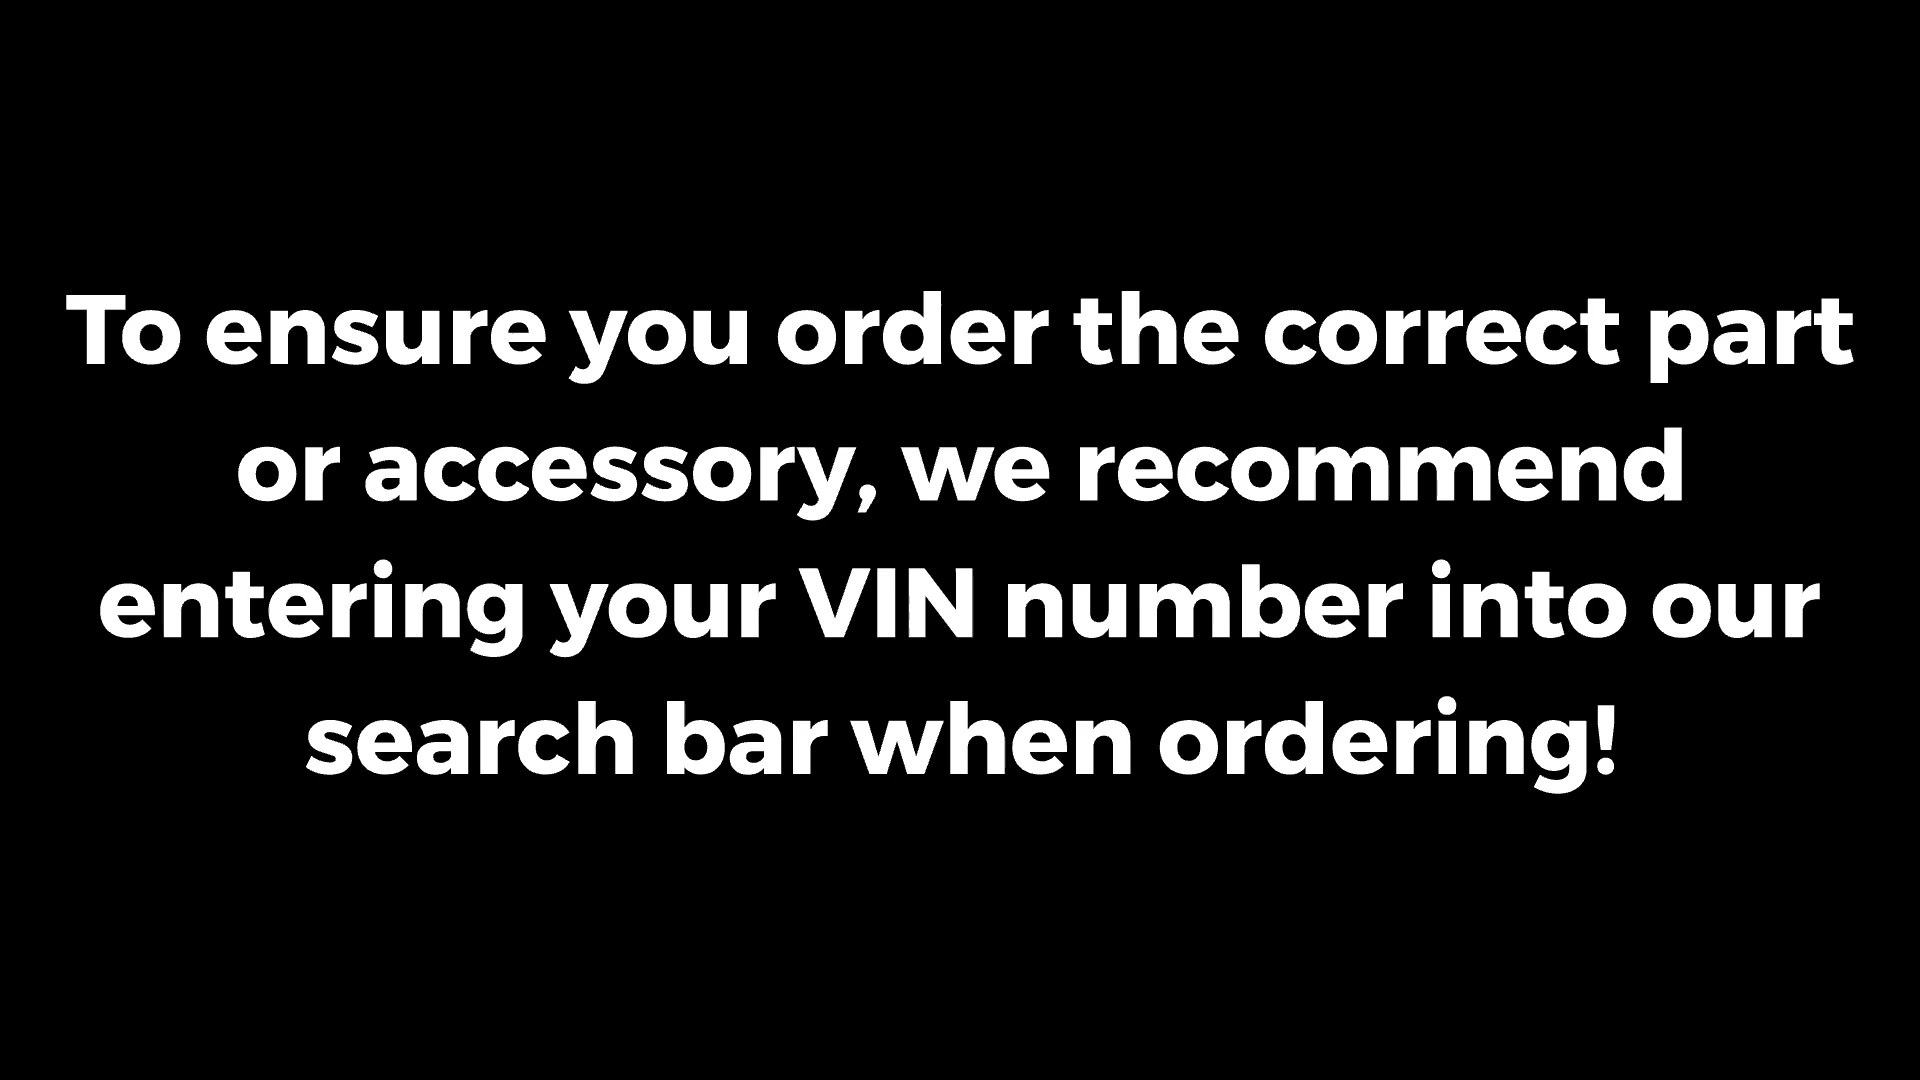 To ensure you order the correct part
or accessory, we recommend
entering your VIN number into our
search bar when ordering!